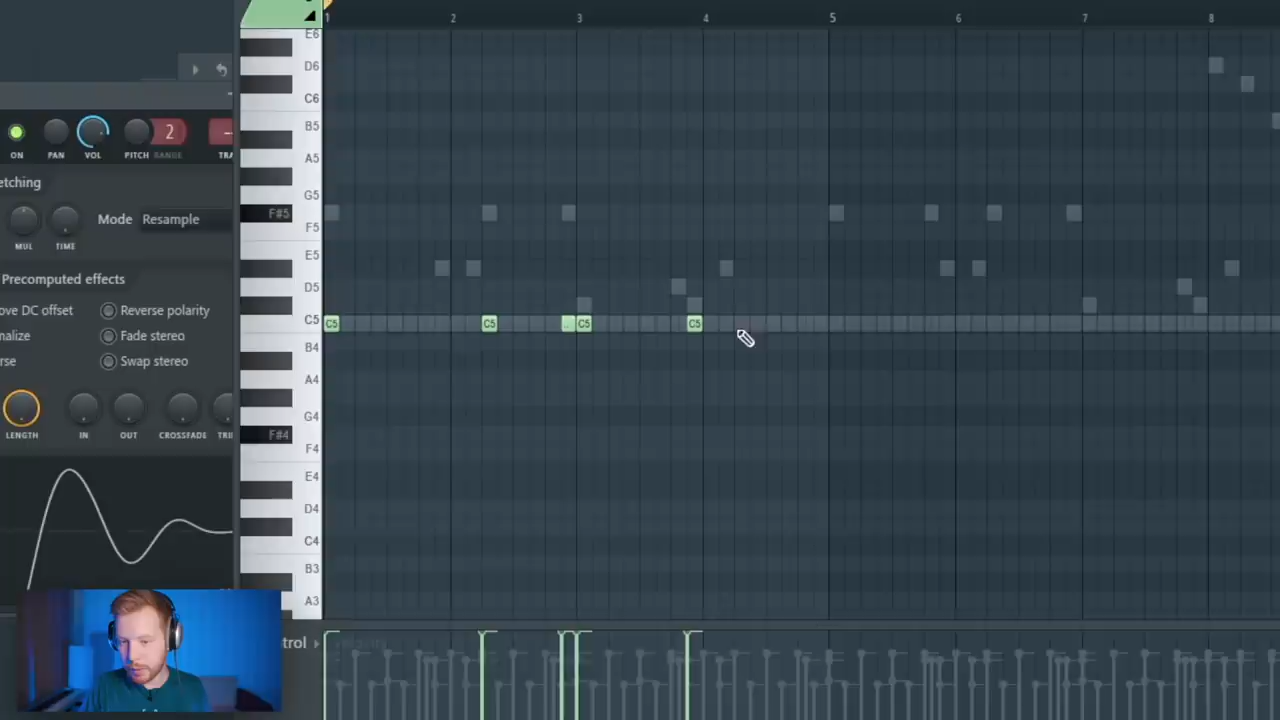 1 2 3 4 5 6 7 8
E6
D6
C6
B5
A5
G5
F#5
F5
E5
D5
C5
B4
A4
G4
F#4
F4
E4
D4
C4
B3
A3
C5 C5 .. C5 C5
ON PAN VOL PITCH 2 RANGE TRA
etching
MUL TIME Mode Resample
Precomputed effects
ove DC offset Reverse polarity
nalize Fade stereo
rse Swap stereo
LENGTH IN OUT CROSSFADE TRI
trol